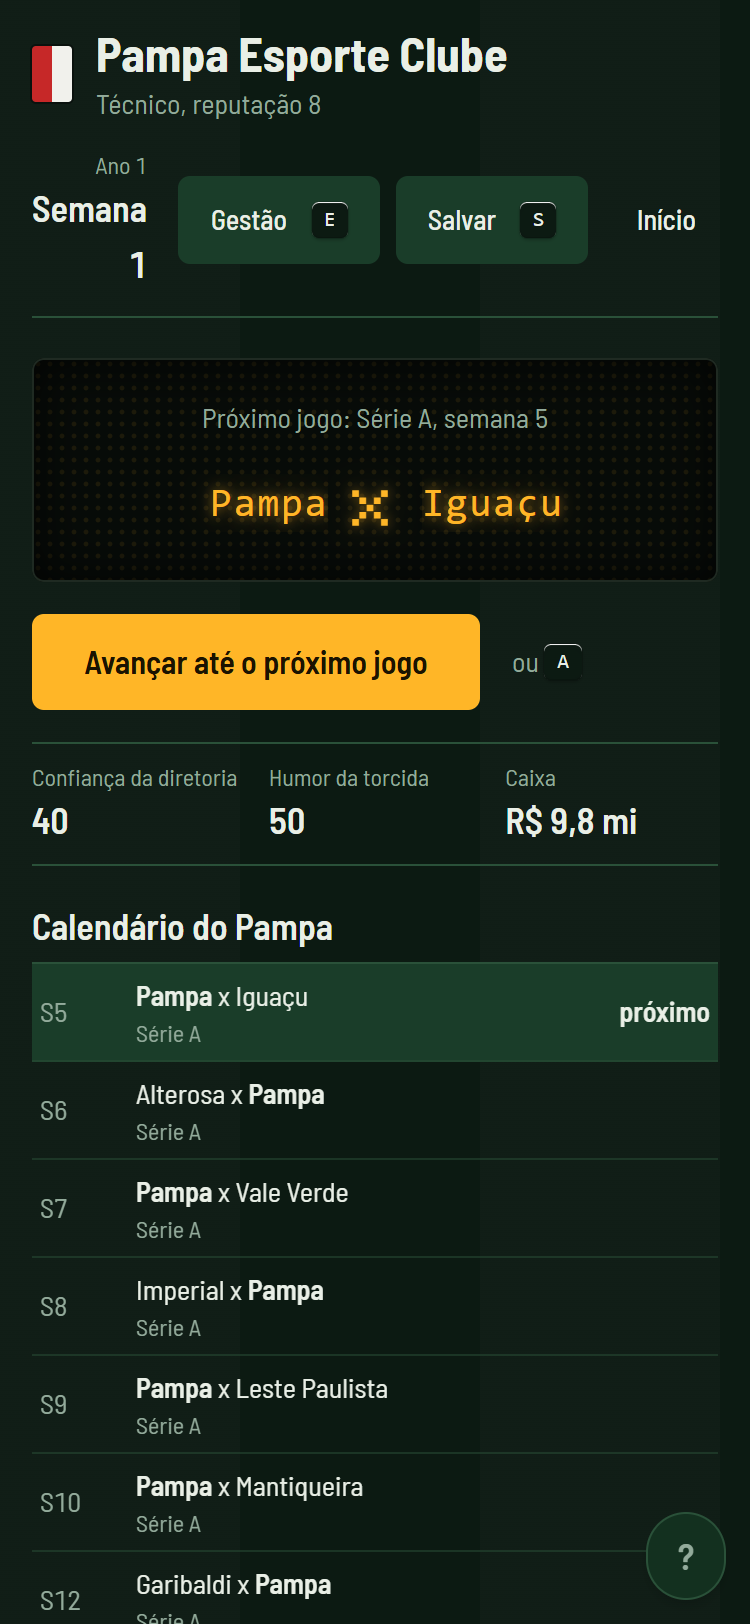 Pampa Esporte Clube
Técnico, reputação 8
Ano 1
Semana
1
Gestão E
Salvar S
Início
Próximo jogo: Série A, semana 5
Pampa x Iguaçu
Avançar até o próximo jogo
ou A
Confiança da diretoria
40
Humor da torcida
50
Caixa
R$ 9,8 mi
Calendário do Pampa
S5
Pampa x Iguaçu
Série A
próximo
S6
Alterosa x Pampa
Série A
S7
Pampa x Vale Verde
Série A
S8
Imperial x Pampa
Série A
S9
Pampa x Leste Paulista
Série A
S10
Pampa x Mantiqueira
Série A
S12
Garibaldi x Pampa
Série A
?